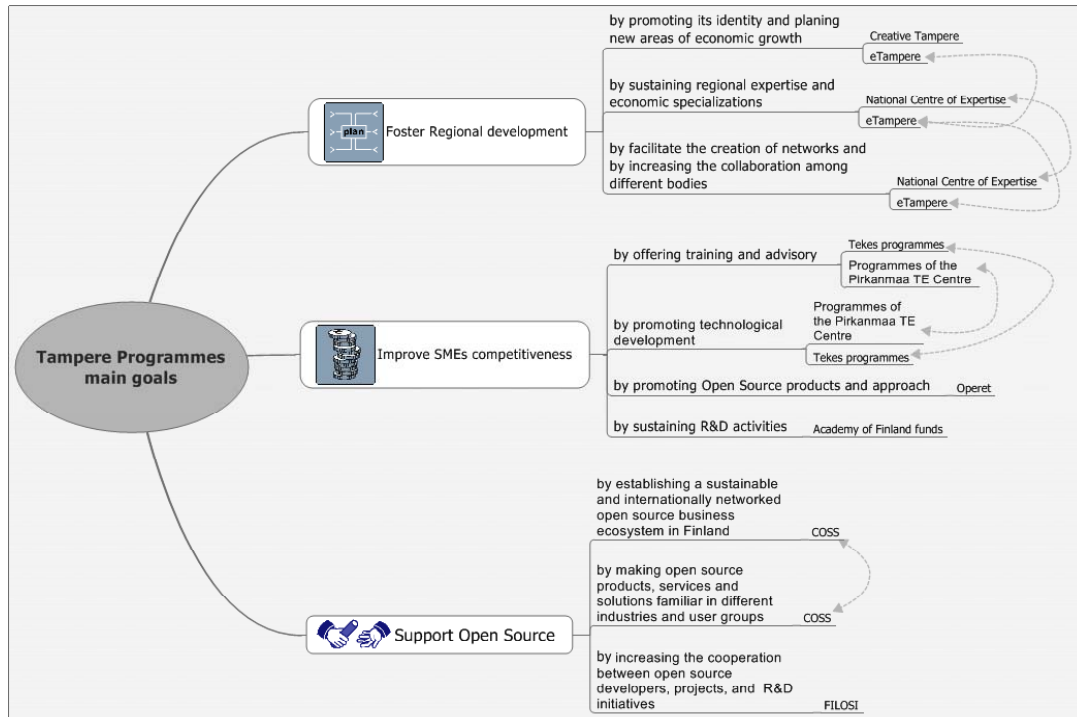 Tampere Programmes
main goals
plan
Foster Regional development
by promoting its identity and planing
new areas of economic growth
Creative Tampere
eTampere
by sustaining regional expertise and
economic specializations
National Centre of Expertise
eTampere
by facilitate the creation of networks and
by increasing the collaboration among
different bodies
National Centre of Expertise
eTampere
Improve SMEs competitiveness
by offering training and advisory
Tekes programmes
Programmes of the
Pirkanmaa TE Centre
by promoting technological
development
Programmes of
the Pirkanmaa TE
Centre
Tekes programmes
by promoting Open Source products and approach
Operet
by sustaining R&D activities
Academy of Finland funds
Support Open Source
by establishing a sustainable
and internationally networked
open source business
ecosystem in Finland
COSS
by making open source
products, services and
solutions familiar in different
industries and user groups
COSS
by increasing the cooperation
between open source
developers, projects, and R&D
initiatives
FILOSI